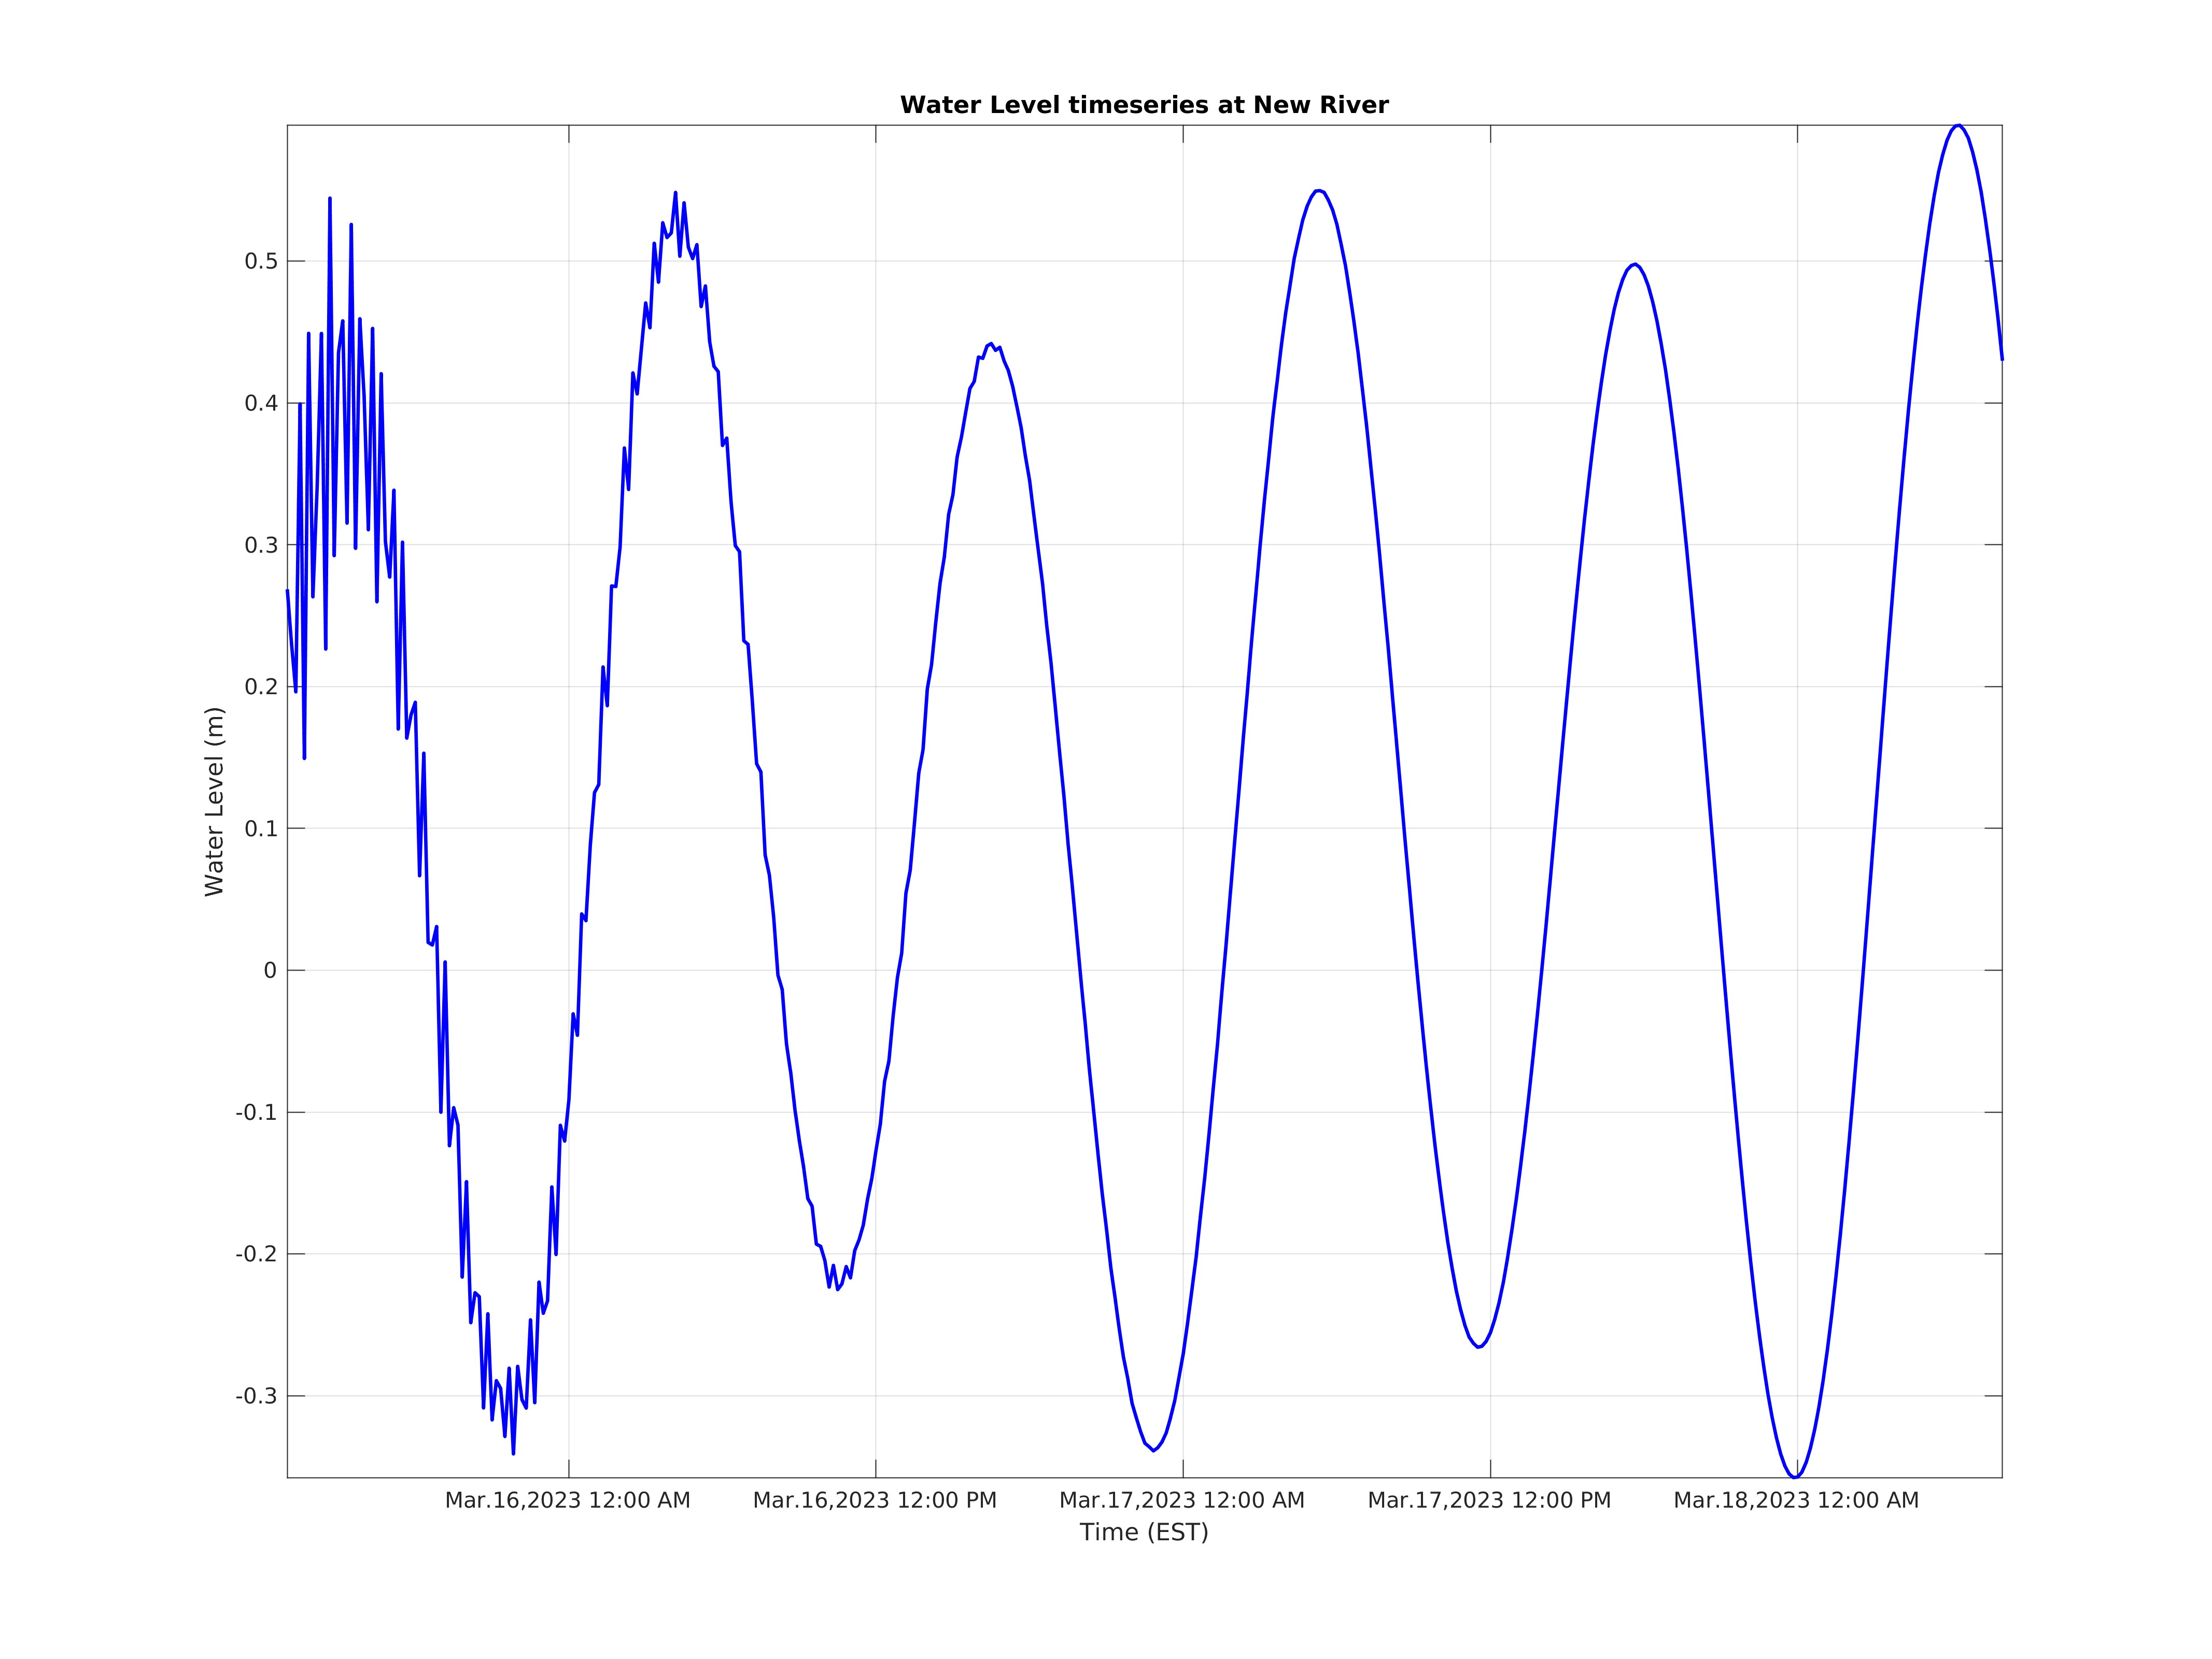 Water Level timeseries at New River
Water Level (m)
0.5
0.4
0.3
0.2
0.1
0
-0.1
-0.2
-0.3
Mar.16,2023 12:00 AM Mar.16,2023 12:00 PM Mar.17,2023 12:00 AM Mar.17,2023 12:00 PM Mar.18,2023 12:00 AM
Time (EST)